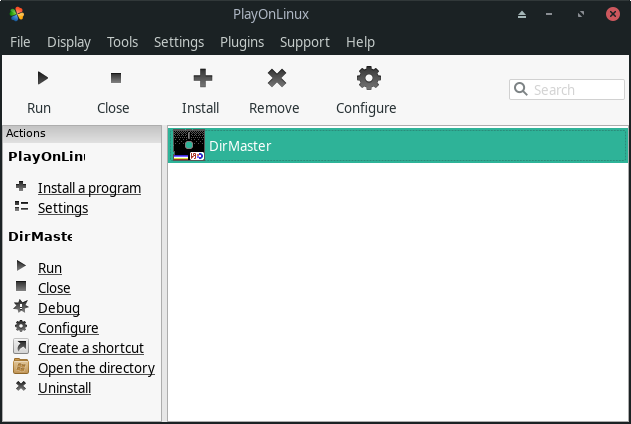 PlayOnLinux
File Display Tools Settings Plugins Support Help
Run Close Install Remove Configure Search
Actions
PlayOnLinu
Install a program
Settings
DirMaste
Run
Close
Debug
Configure
Create a shortcut
Open the directory
Uninstall
DirMaster